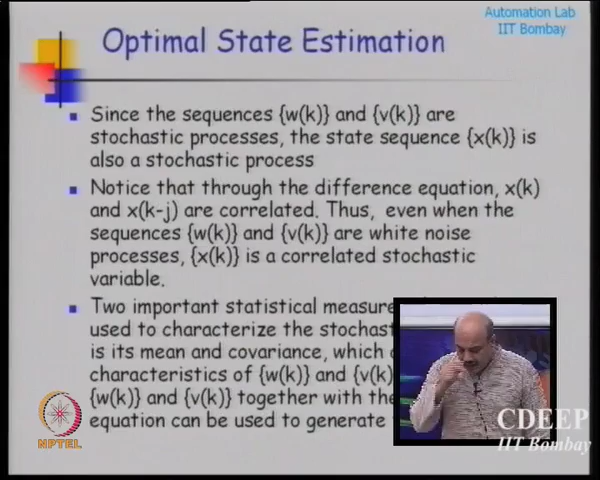 Automation Lab
IIT Bombay
Optimal State Estimation
Since the sequences {w(k)} and {v(k)} are
stochastic processes, the state sequence {x(k)} is
also a stochastic process
Notice that through the difference equation, x(k)
and x(k-j) are correlated. Thus, even when the
sequences {w(k)} and {v(k)} are white noise
processes, {x(k)} is a correlated stochastic
variable.
Two important statistical measure
used to characterize the stochast
is its mean and covariance, which
characteristics of {w(k)} and {v(k)
{w(k)} and {v(k)} together with the
equation can be used to generate
NPTEL
CDEEP
IIT Bombay